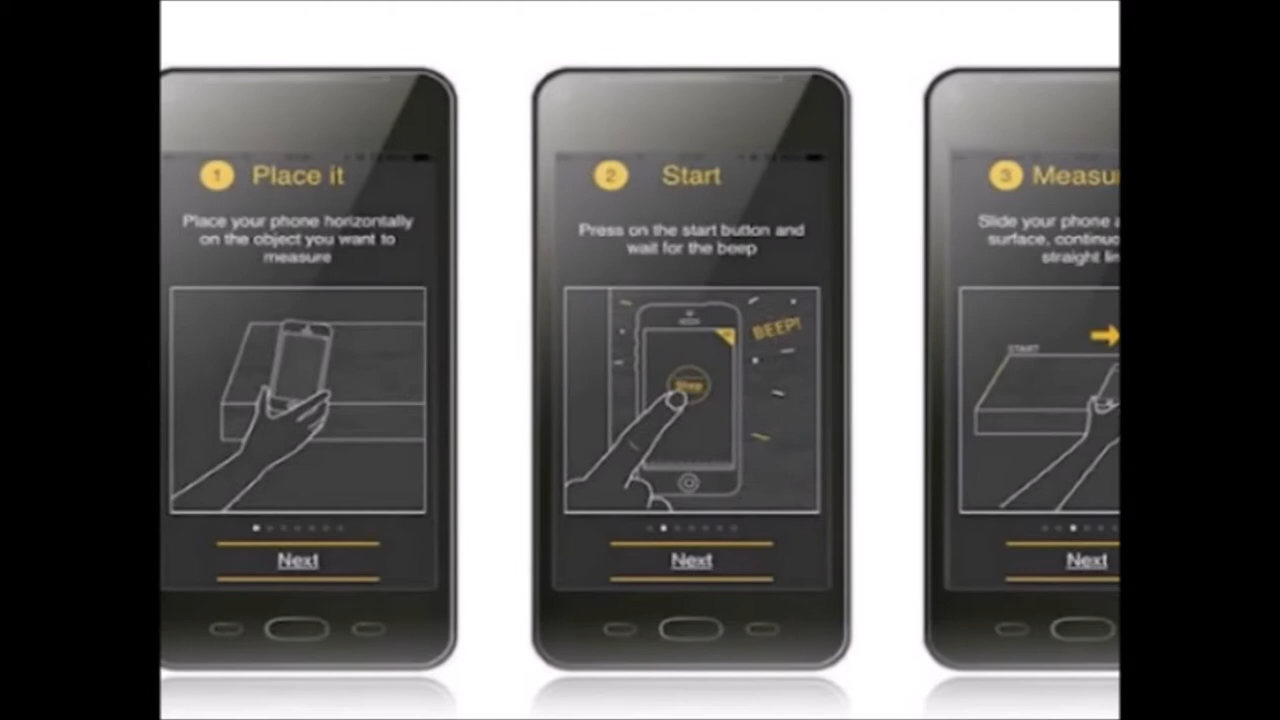 1 Place it
Place your phone horizontally
on the object you want to
measure
Next
2 Start
Press on the start button and
wait for the beep
BEEP!
Stop
Next
3 Measu
Slide your phone
surface, continuo
straight lin
START
Next